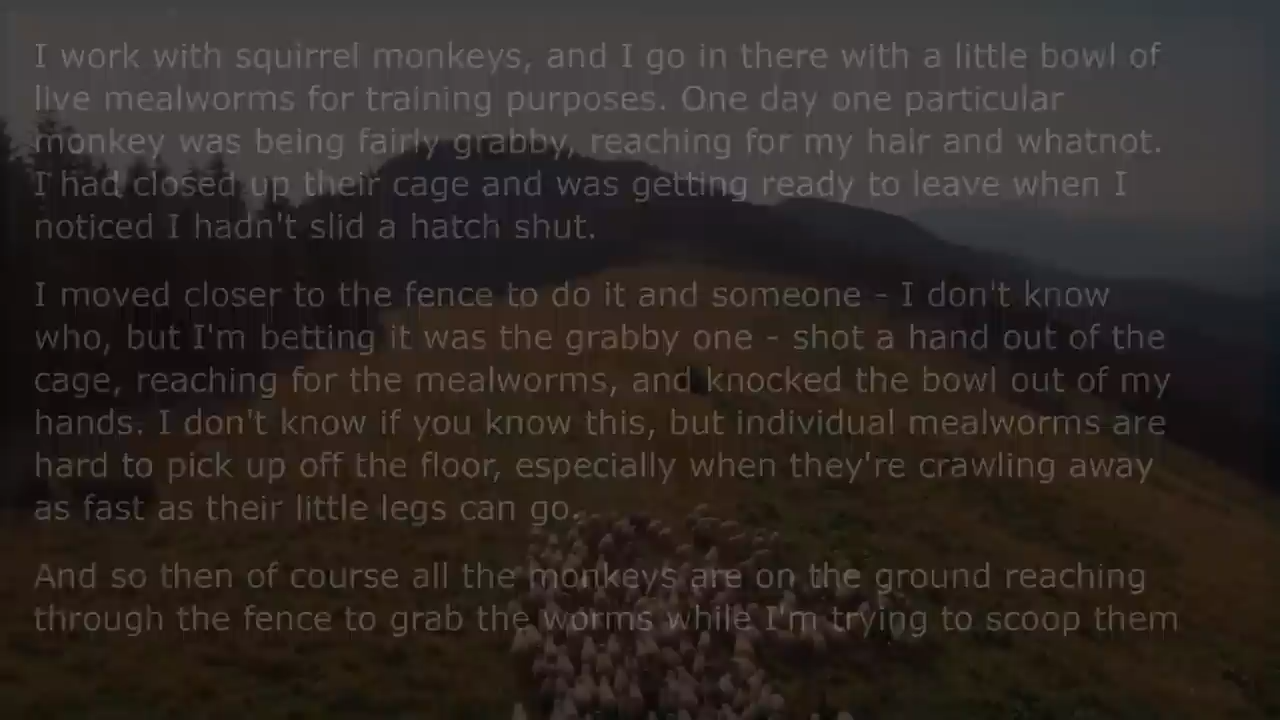 I work with squirrel monkeys, and I go in there with a little bowl of
live mealworms for training purposes. One day one particular
monkey was being fairly grabby, reaching for my hair and whatnot.
I had closed up their cage and was getting ready to leave when I
noticed I hadn't slid a hatch shut.
I moved closer to the fence to do it and someone - I don't know
who, but I'm betting it was the grabby one - shot a hand out of the
cage, reaching for the mealworms, and knocked the bowl out of my
hands. I don't know if you know this, but individual mealworms are
hard to pick up off the floor, especially when they're crawling away
as fast as their little legs can go.
And so then of course all the monkeys are on the ground reaching
through the fence to grab the worms while I'm trying to scoop them